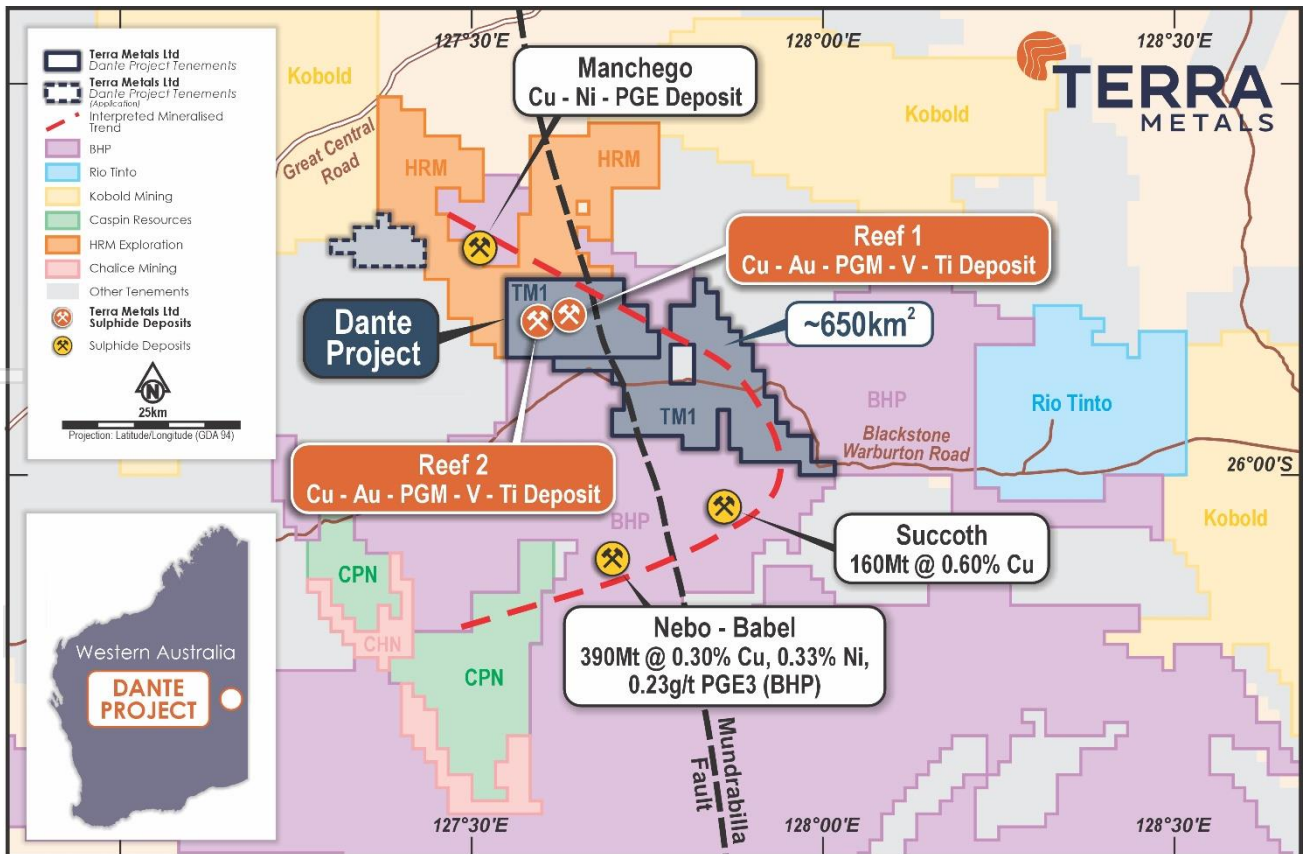 127°30'E
128°00'E
128°30'E
TERRA
METALS
Terra Metals Ltd
Dante Project Tenements
Terra Metals Ltd
Dante Project Tenements
(Application)
Interpreted Mineralised
Trend
BHP
Rio Tinto
Kobold Mining
Caspin Resources
HRM Exploration
Chalice Mining
Other Tenements
Terra Metals Ltd
Sulphide Deposits
Sulphide Deposits
N
25km
Projection: Latitude/Longitude (GDA 94)
Kobold
Great Central
Road
HRM
Manchego
Cu - Ni - PGE Deposit
HRM
Kobold
Reef 1
Cu - Au - PGM - V - Ti Deposit
Dante
Project
TM1
~650km²
TM1
BHP
Rio Tinto
Blackstone
Warburton Road
26°00'S
Reef 2
Cu - Au - PGM - V - Ti Deposit
BHP
Kobold
Succoth
160Mt @ 0.60% Cu
CPN
CHN
CPN
Nebo - Babel
390Mt @ 0.30% Cu, 0.33% Ni,
0.23g/t PGE3 (BHP)
Mundrabilla
Fault
Western Australia
DANTE
PROJECT
127°30'E
128°00'E
128°30'E